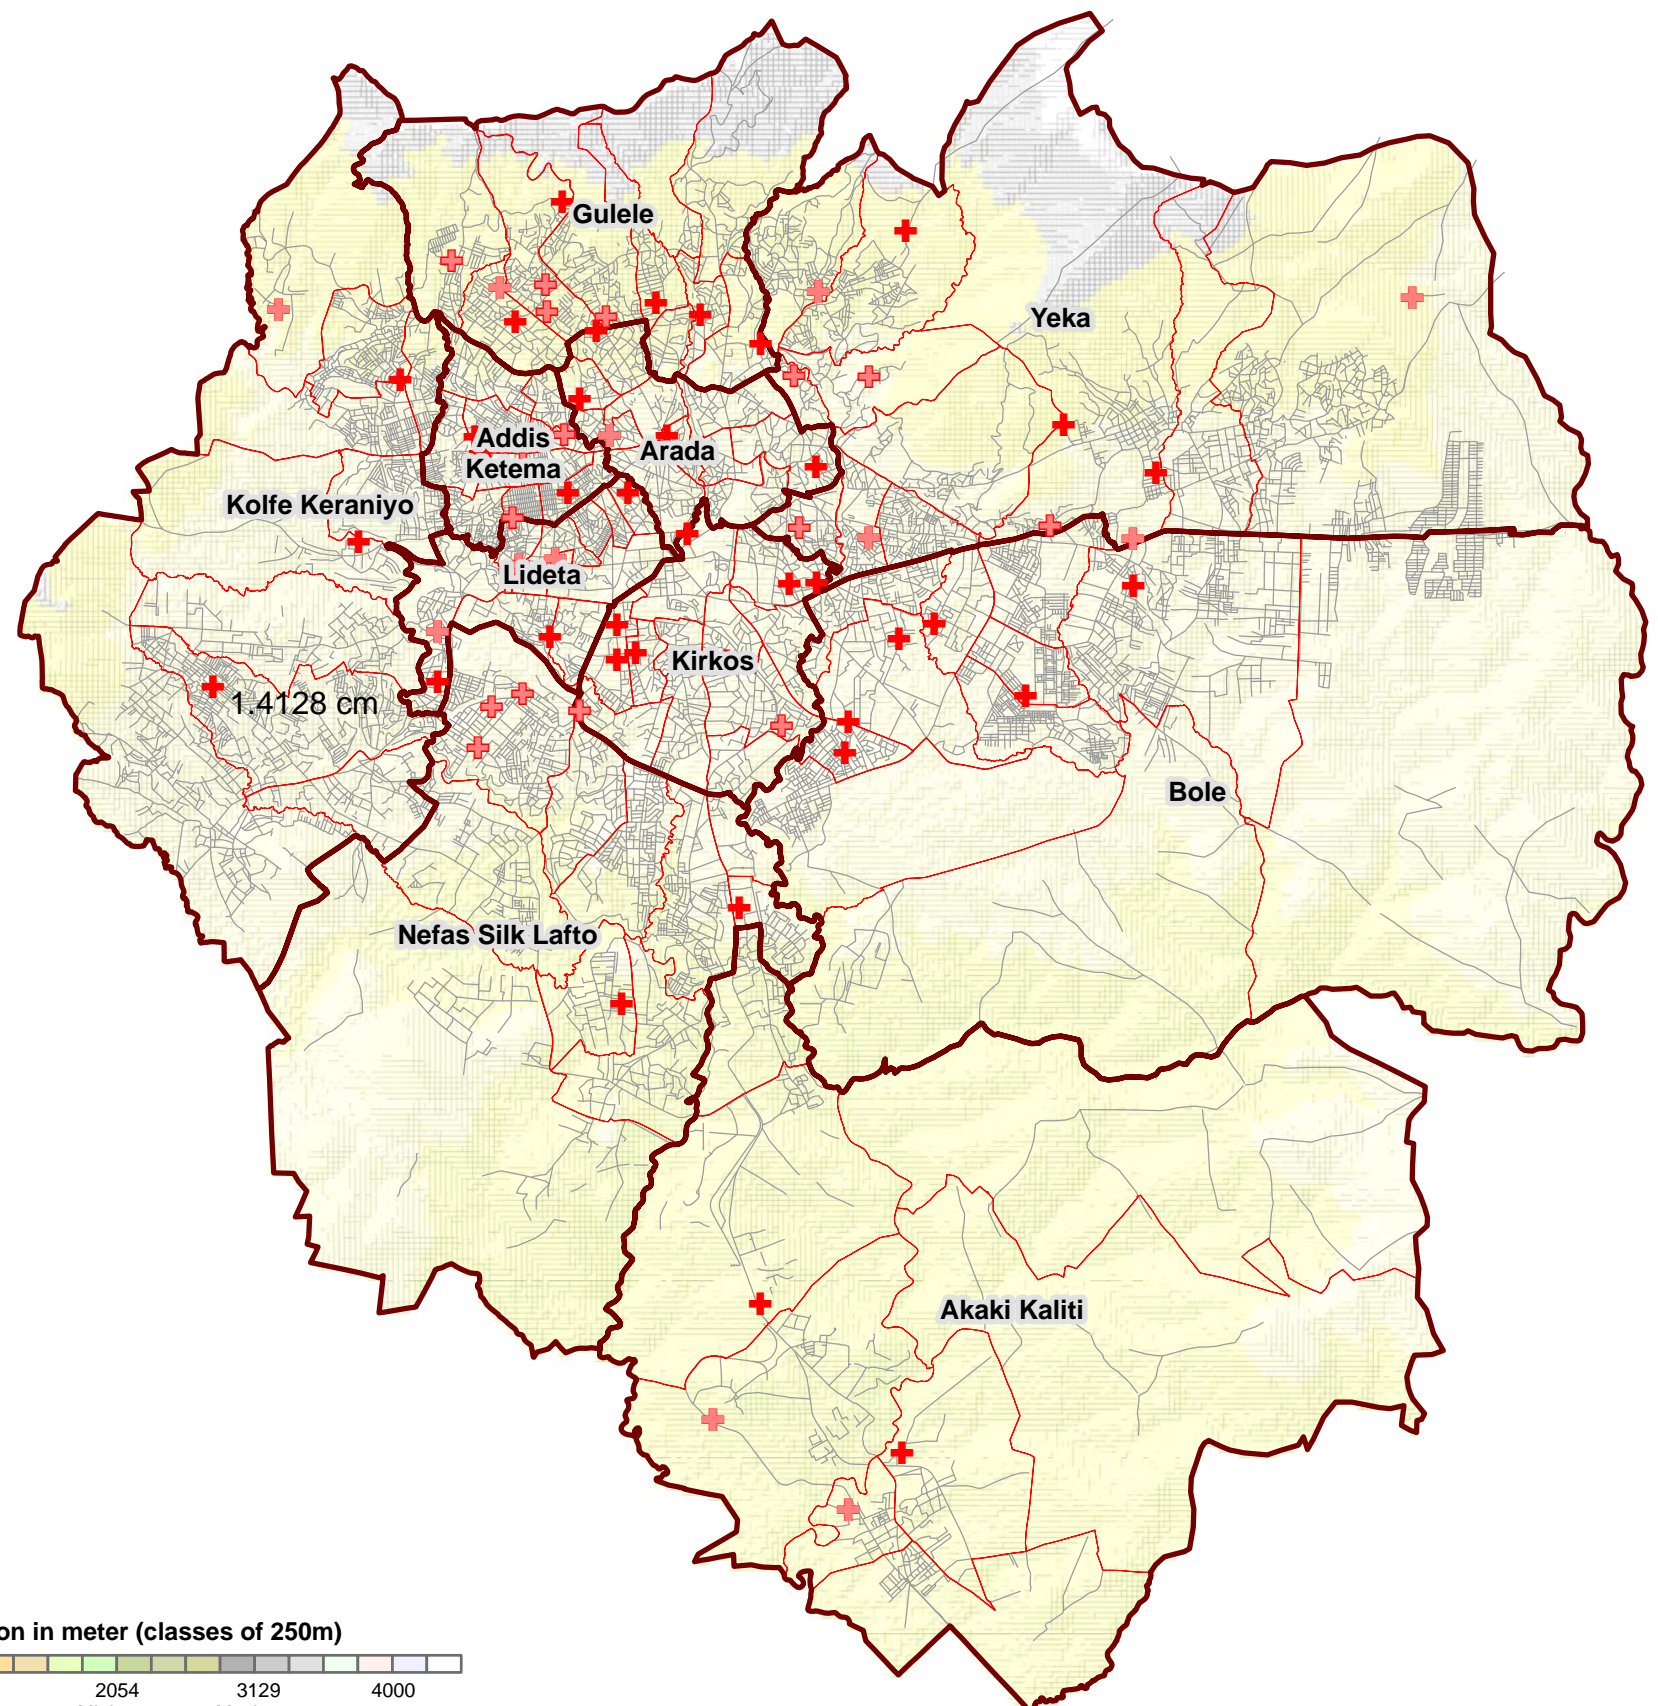 Gulele
Yeka
Addis
Ketema
Arada
Kolfe Keraniyo
Lideta
Kirkos
1.4128 cm
Bole
Nefas Silk Lafto
Akaki Kaliti
on in meter (classes of 250m)
2054 3129 4000